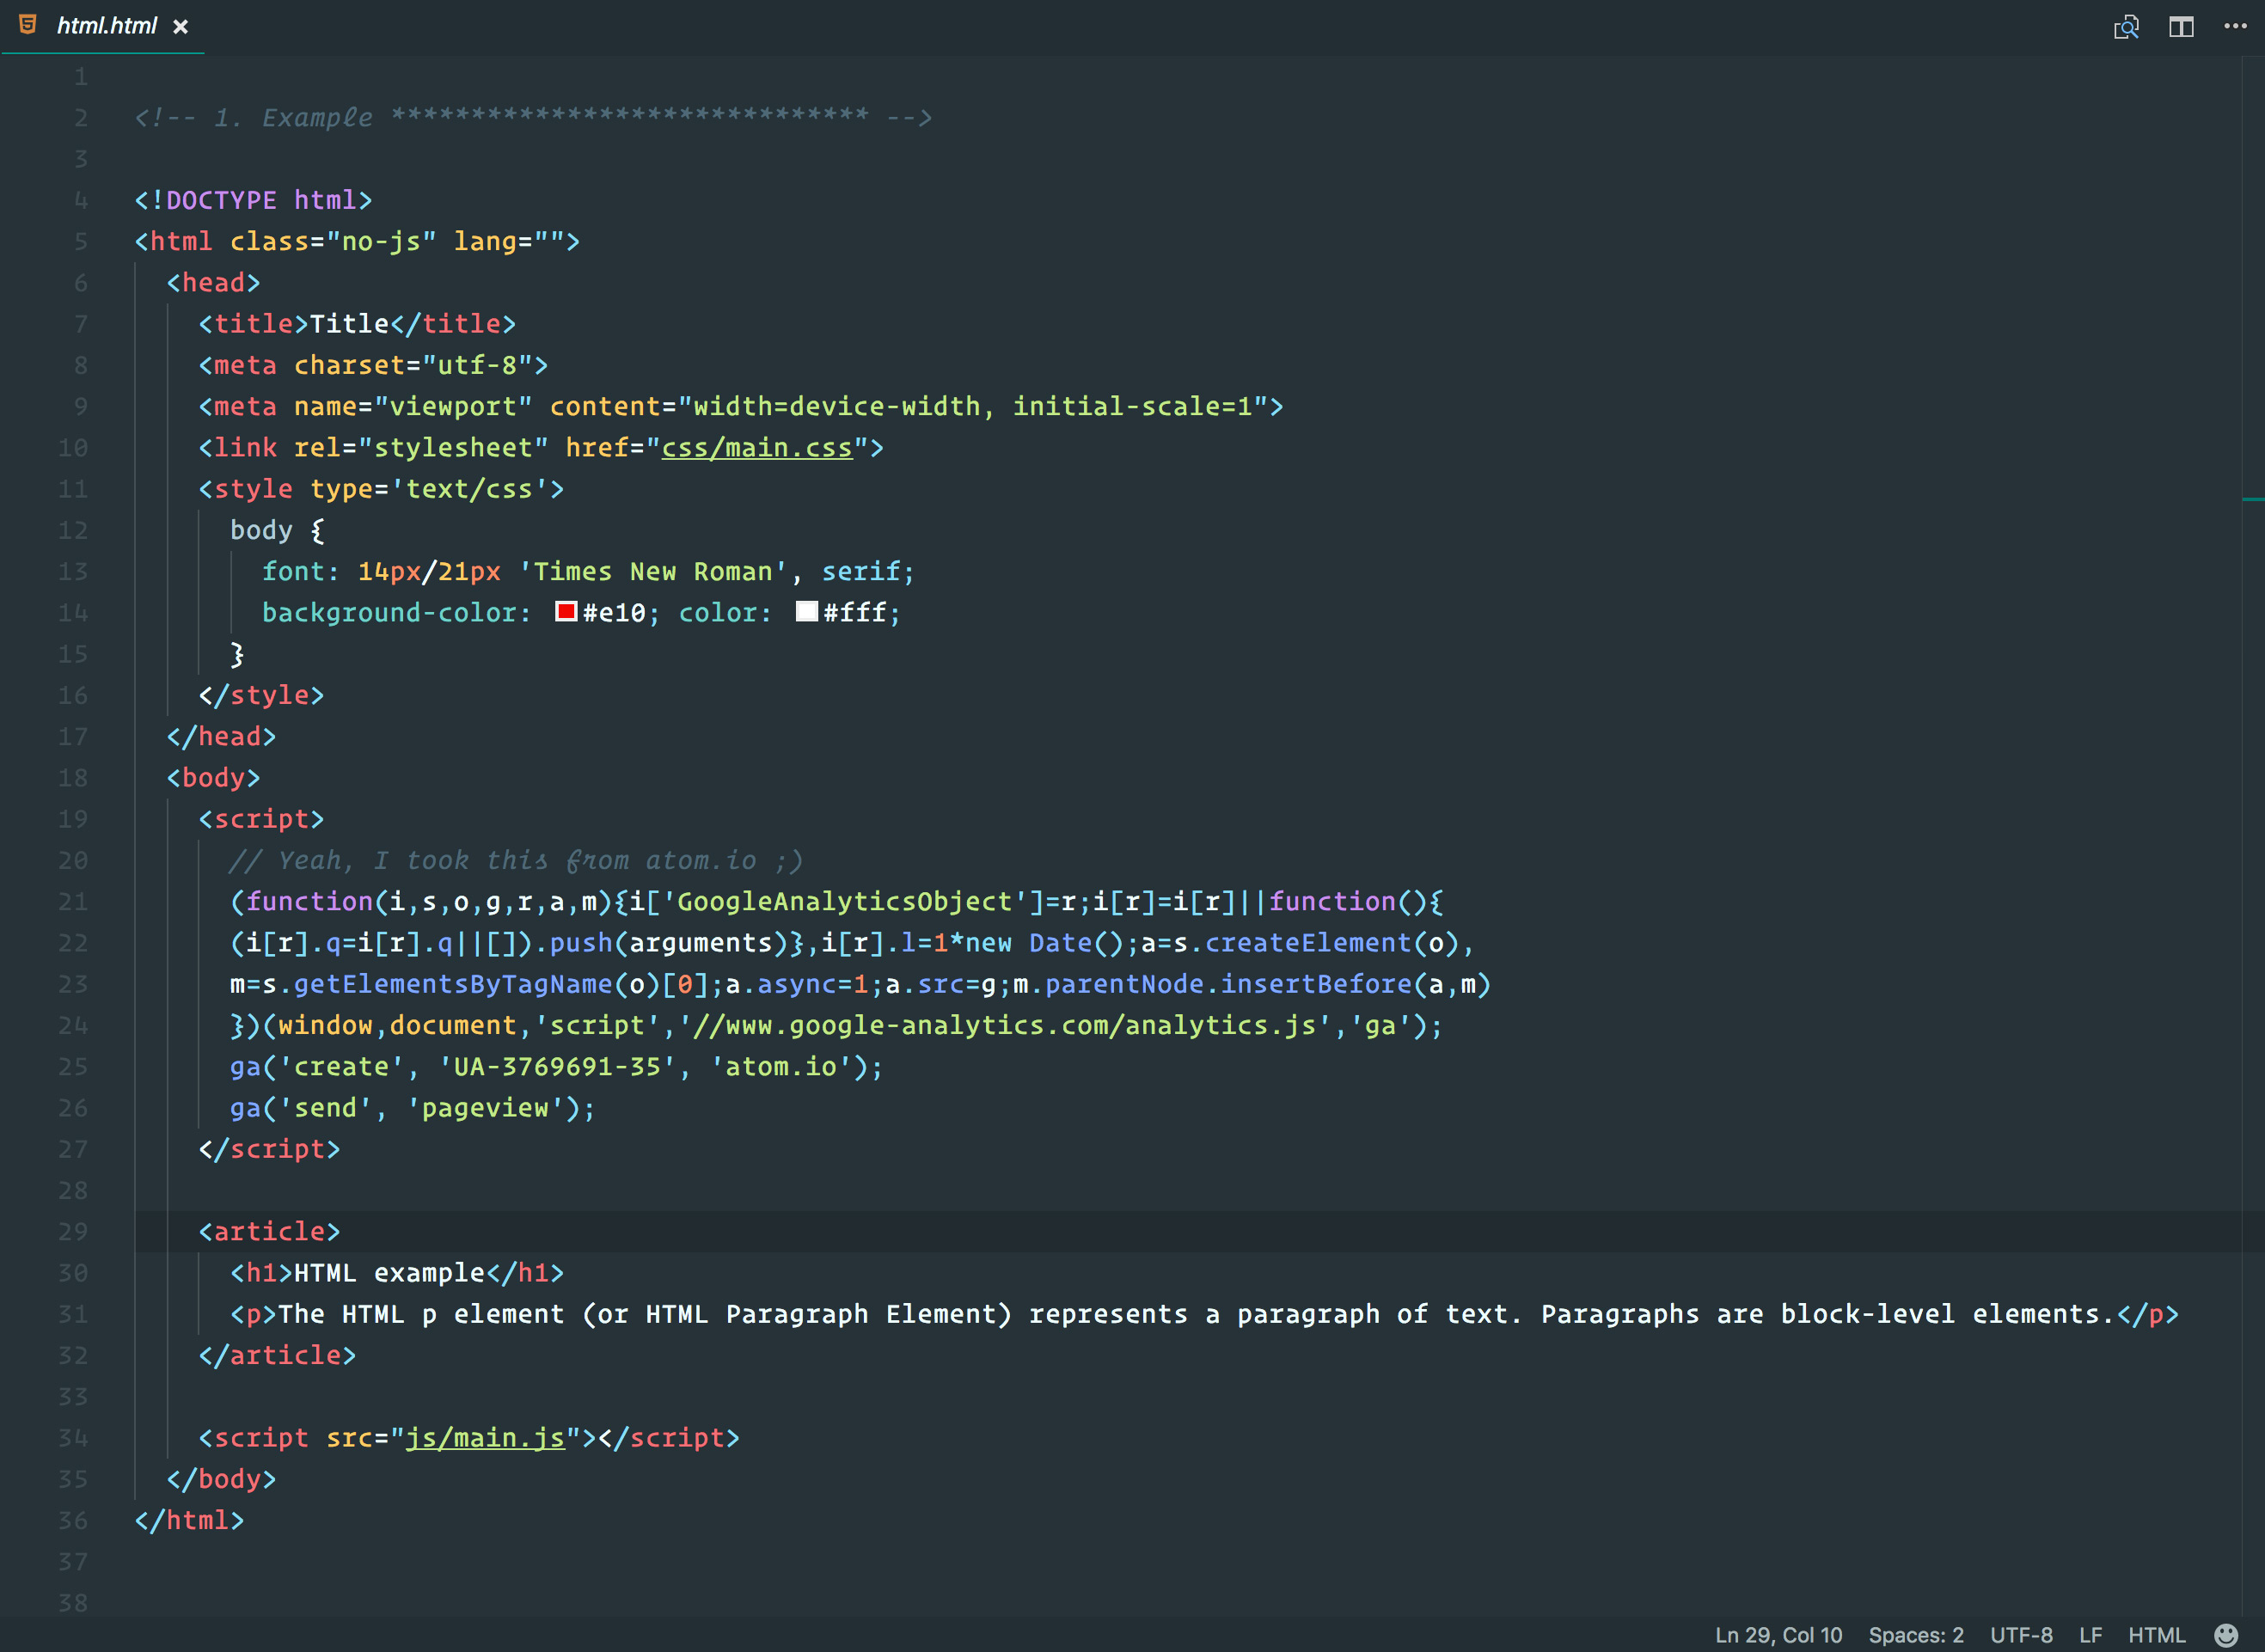 html.html
1
2 <!-- 1. Example ****************************** -->
3
4 <!DOCTYPE html>
5 <html class="no-js" lang="">
6   <head>
7     <title>Title</title>
8     <meta charset="utf-8">
9     <meta name="viewport" content="width=device-width, initial-scale=1">
10     <link rel="stylesheet" href="css/main.css">
11     <style type='text/css'>
12       body {
13         font: 14px/21px 'Times New Roman', serif;
14         background-color: #e10; color: #fff;
15       }
16     </style>
17   </head>
18   <body>
19     <script>
20       // Yeah, I took this from atom.io ;)
21       (function(i,s,o,g,r,a,m){i['GoogleAnalyticsObject']=r;i[r]=i[r]||function(){
22       (i[r].q=i[r].q||[]).push(arguments)},i[r].l=1*new Date();a=s.createElement(o),
23       m=s.getElementsByTagName(o)[0];a.async=1;a.src=g;m.parentNode.insertBefore(a,m)
24       })(window,document,'script','//www.google-analytics.com/analytics.js','ga');
25       ga('create', 'UA-3769691-35', 'atom.io');
26       ga('send', 'pageview');
27     </script>
28
29     <article>
30       <h1>HTML example</h1>
31       <p>The HTML p element (or HTML Paragraph Element) represents a paragraph of text. Paragraphs are block-level elements.</p>
32     </article>
33
34     <script src="js/main.js"></script>
35   </body>
36 </html>
37
38
Ln 29, Col 10 Spaces: 2 UTF-8 LF HTML